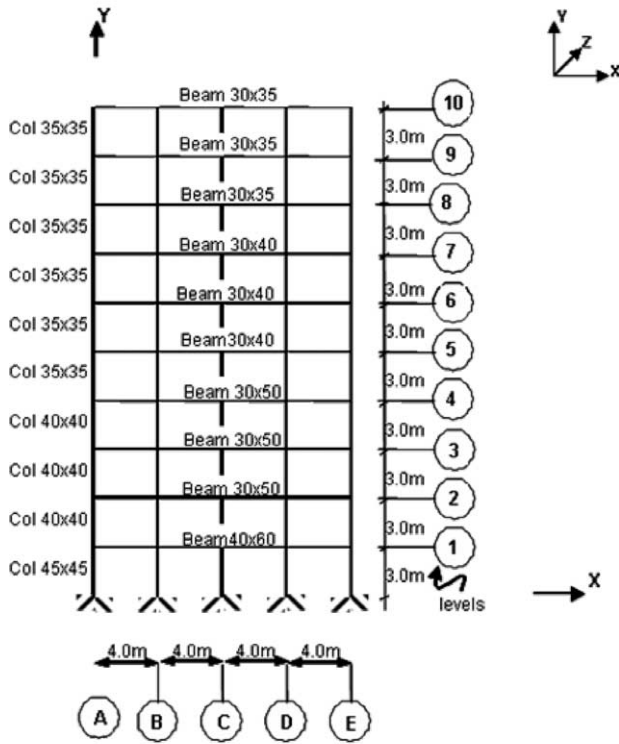 Y
Y
Z
X
Beam 30x35
10
Col 35x35
3.0m
Beam 30x35
9
Col 35x35
3.0m
Beam30x35
8
Col 35x35
3.0m
Beam 30x40
7
Col 35x35
3.0m
Beam 30x40
6
Col 35x35
3.0m
Beam30x40
5
Col 35x35
3.0m
Beam 30x50
4
Col 40x40
3.0m
Beam 30x50
3
Col 40x40
3.0m
Beam 30x50
2
Col 40x40
3.0m
Beam40x60
1
Col 45x45
3.0m
X
levels
4.0m 4.0m 4.0m 4.0m
A B C D E